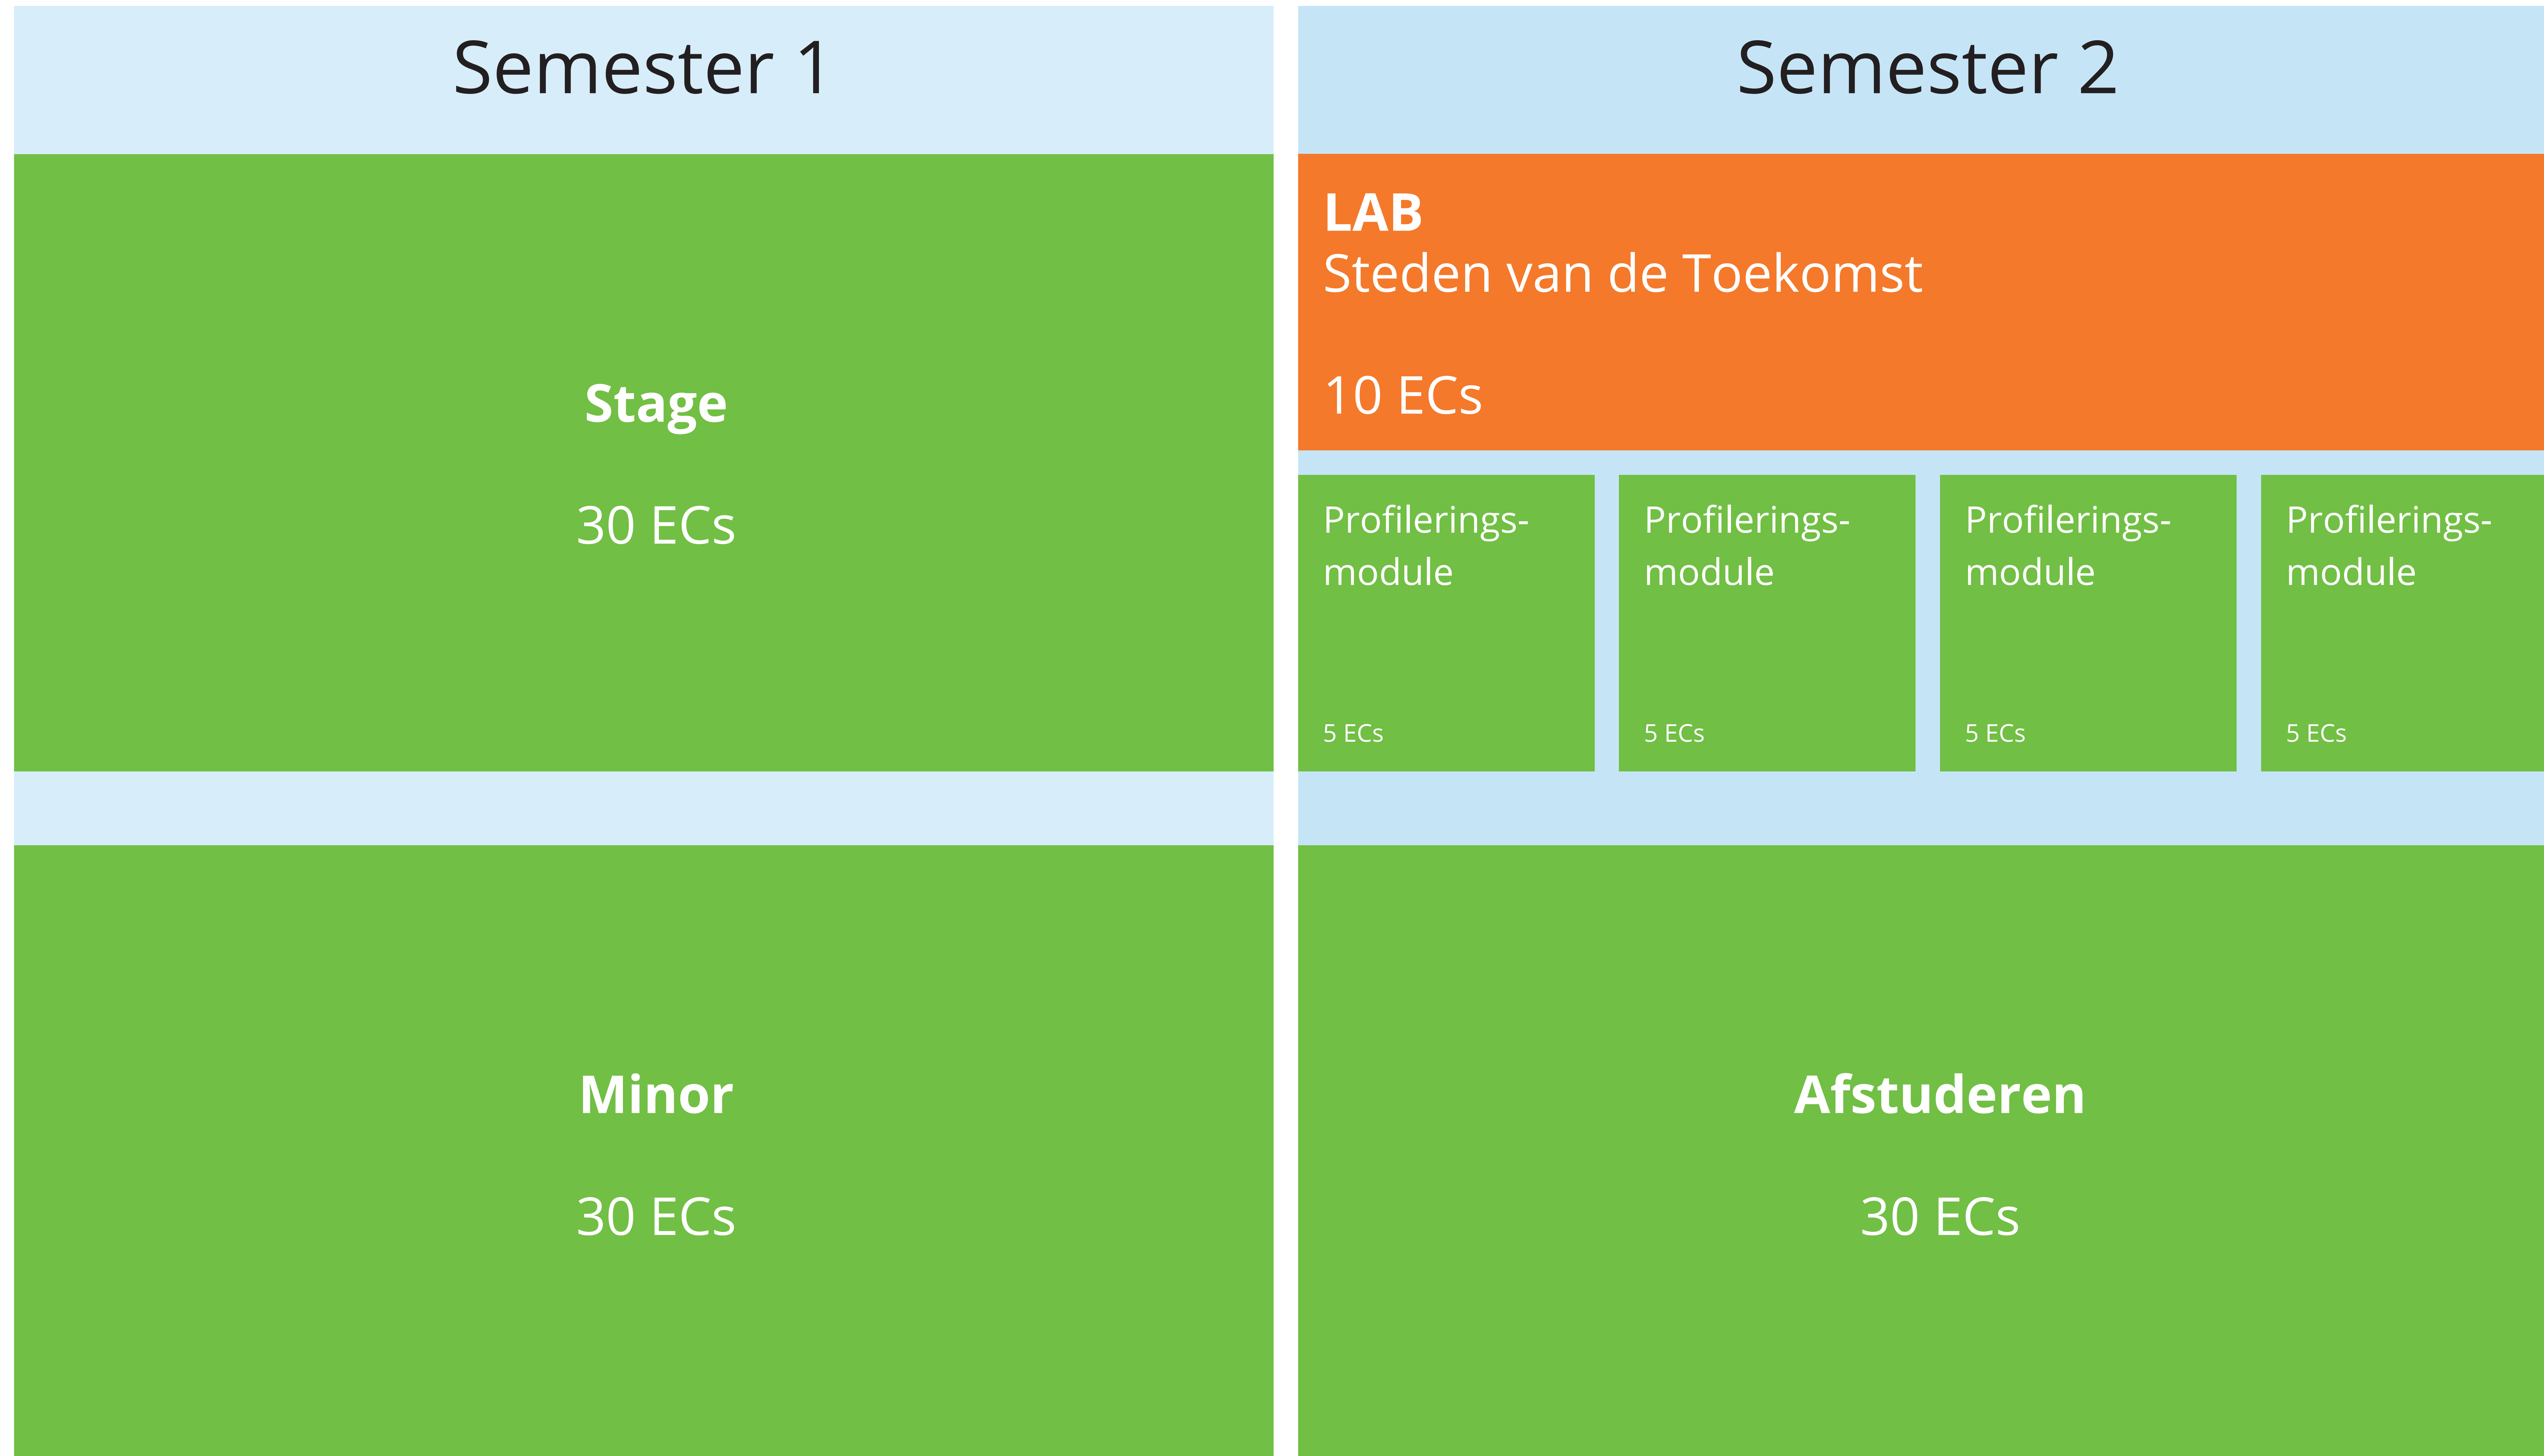 Semester 1
Semester 2
Stage
30 ECs
LAB
Steden van de Toekomst
10 ECs
Profilerings-
module
5 ECs
Profilerings-
module
5 ECs
Profilerings-
module
5 ECs
Profilerings-
module
5 ECs
Minor
30 ECs
Afstuderen
30 ECs